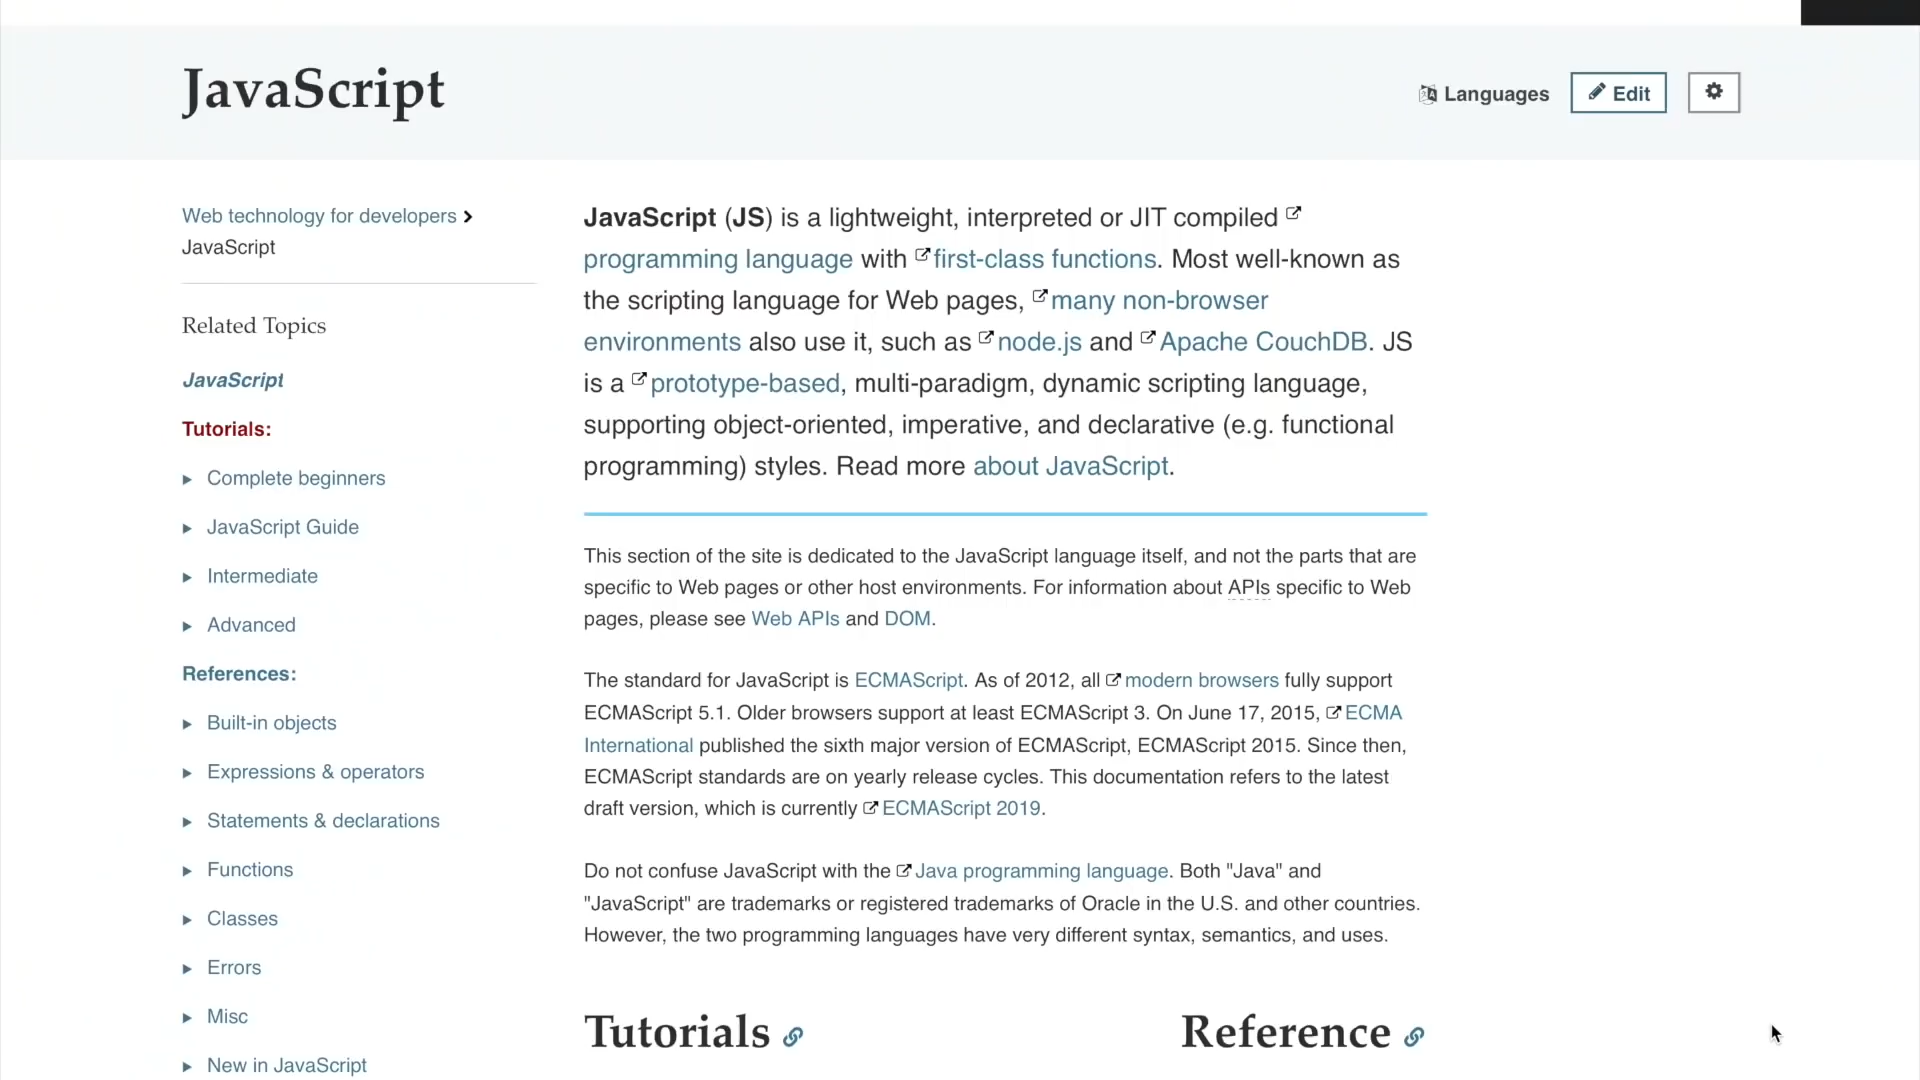 JavaScript
Languages
Edit
Web technology for developers
JavaScript
Related Topics
JavaScript
Tutorials:
Complete beginners
JavaScript Guide
Intermediate
Advanced
References:
Built-in objects
Expressions & operators
Statements & declarations
Functions
Classes
Errors
Misc
New in JavaScript
JavaScript (JS) is a lightweight, interpreted or JIT compiled
programming language with first-class functions. Most well-known as
the scripting language for Web pages, many non-browser
environments also use it, such as node.js and Apache CouchDB. JS
is a prototype-based, multi-paradigm, dynamic scripting language,
supporting object-oriented, imperative, and declarative (e.g. functional
programming) styles. Read more about JavaScript.
This section of the site is dedicated to the JavaScript language itself, and not the parts that are
specific to Web pages or other host environments. For information about APIs specific to Web
pages, please see Web APIs and DOM.
The standard for JavaScript is ECMAScript. As of 2012, all modern browsers fully support
ECMAScript 5.1. Older browsers support at least ECMAScript 3. On June 17, 2015, ECMA
International published the sixth major version of ECMAScript, ECMAScript 2015. Since then,
ECMAScript standards are on yearly release cycles. This documentation refers to the latest
draft version, which is currently ECMAScript 2019.
Do not confuse JavaScript with the Java programming language. Both "Java" and
"JavaScript" are trademarks or registered trademarks of Oracle in the U.S. and other countries.
However, the two programming languages have very different syntax, semantics, and uses.
Tutorials
Reference